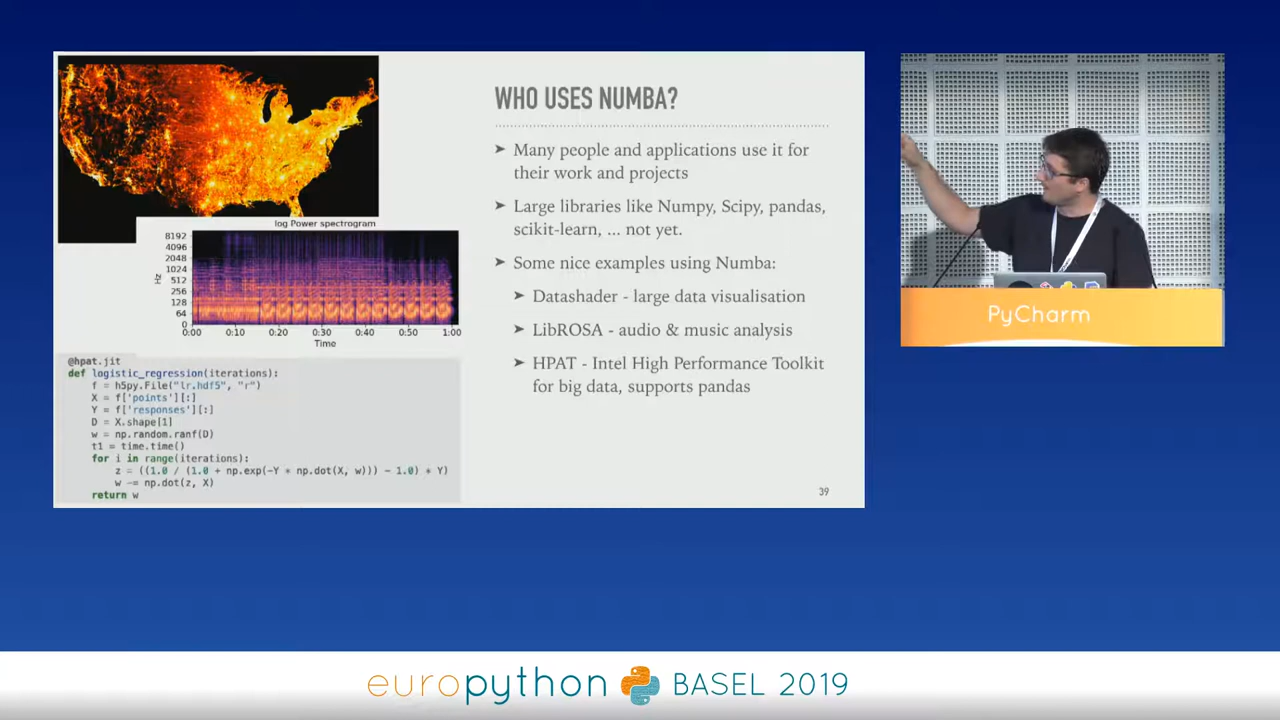 WHO USES NUMBA?
➤ Many people and applications use it for
their work and projects
➤ Large libraries like Numpy, Scipy, pandas,
scikit-learn, ... not yet.
➤ Some nice examples using Numba:
➤ Datashader - large data visualisation
➤ LibROSA - audio & music analysis
➤ HPAT - Intel High Performance Toolkit
for big data, supports pandas
39
log Power spectrogram
8192
4096
2048
1024
512
256
128
64
0
Hz
0:00 0:10 0:20 0:30 0:40 0:50 1:00
Time
@hpat.jit
def logistic_regression(iterations):
f = h5py.File("lr.hdf5", "r")
X = f['points'][:]
Y = f['responses'][:]
D = X.shape[1]
w = np.random.ranf(D)
t1 = time.time()
for i in range(iterations):
z = ((1.0 / (1.0 + np.exp(-Y * np.dot(X, w))) - 1.0) * Y)
w -= np.dot(z, X)
return w
PyCharm
europython BASEL 2019